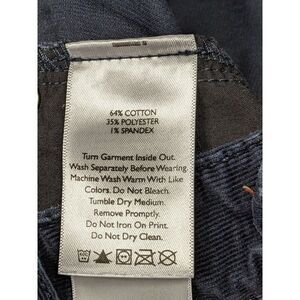 64% COTTON
35% POLYESTER
1% SPANDEX
Turn Garment Inside Out.
Wash Separately Before Wearing.
Machine Wash Warm With Like
Colors. Do Not Bleach.
Tumble Dry Medium.
Remove Promptly.
Do Not Iron On Print.
Do Not Dry Clean.